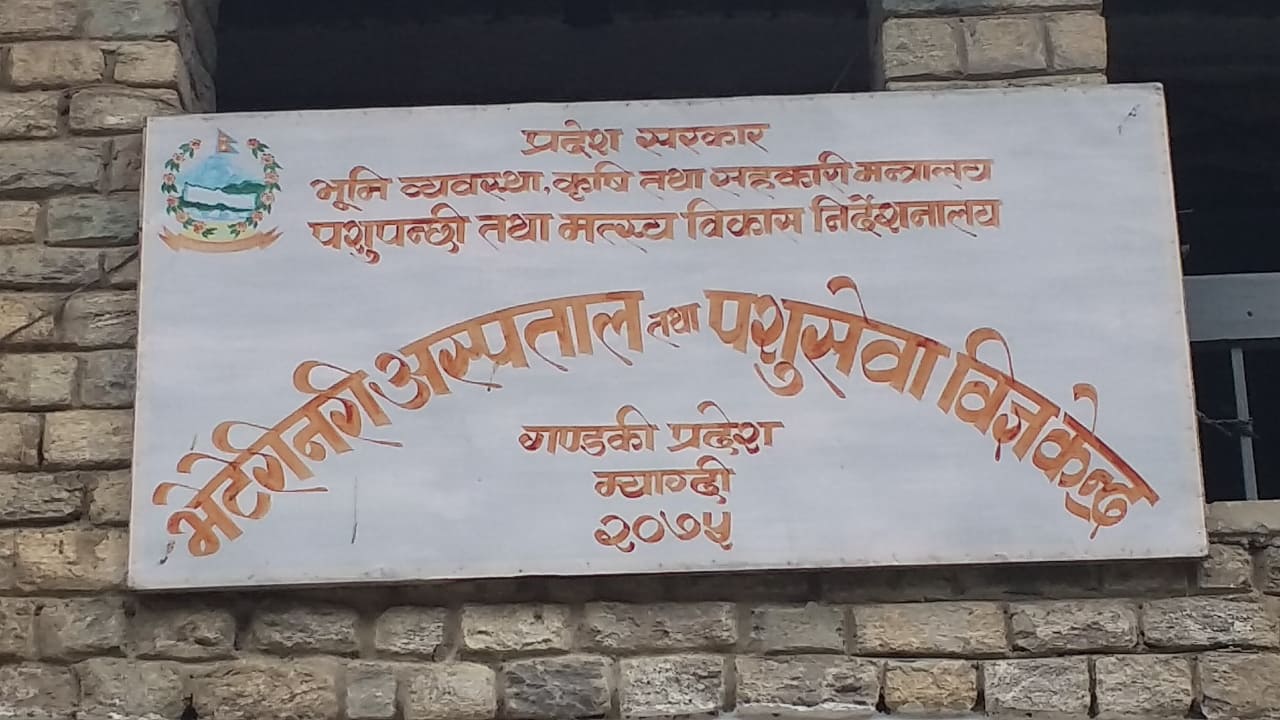 प्रदेश सरकार
भूमि व्यवस्था, कृषि तथा सहकारी मन्त्रालय
पशुपन्छी तथा मत्स्य विकास निर्देशनालय
भेटेरीनरी अस्पताल तथा पशुसेवा विज्ञ केन्द्र
गण्डकी प्रदेश
म्याग्दी
२०७५